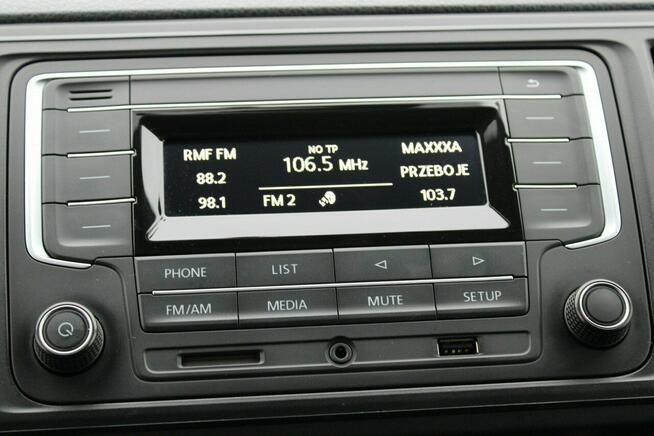 RMF FM
NO TP
MAXXXA
88.2
106.5 MHz
PRZEBOJE
98.1
FM 2
103.7
PHONE
LIST
FM/AM
MEDIA
MUTE
SETUP